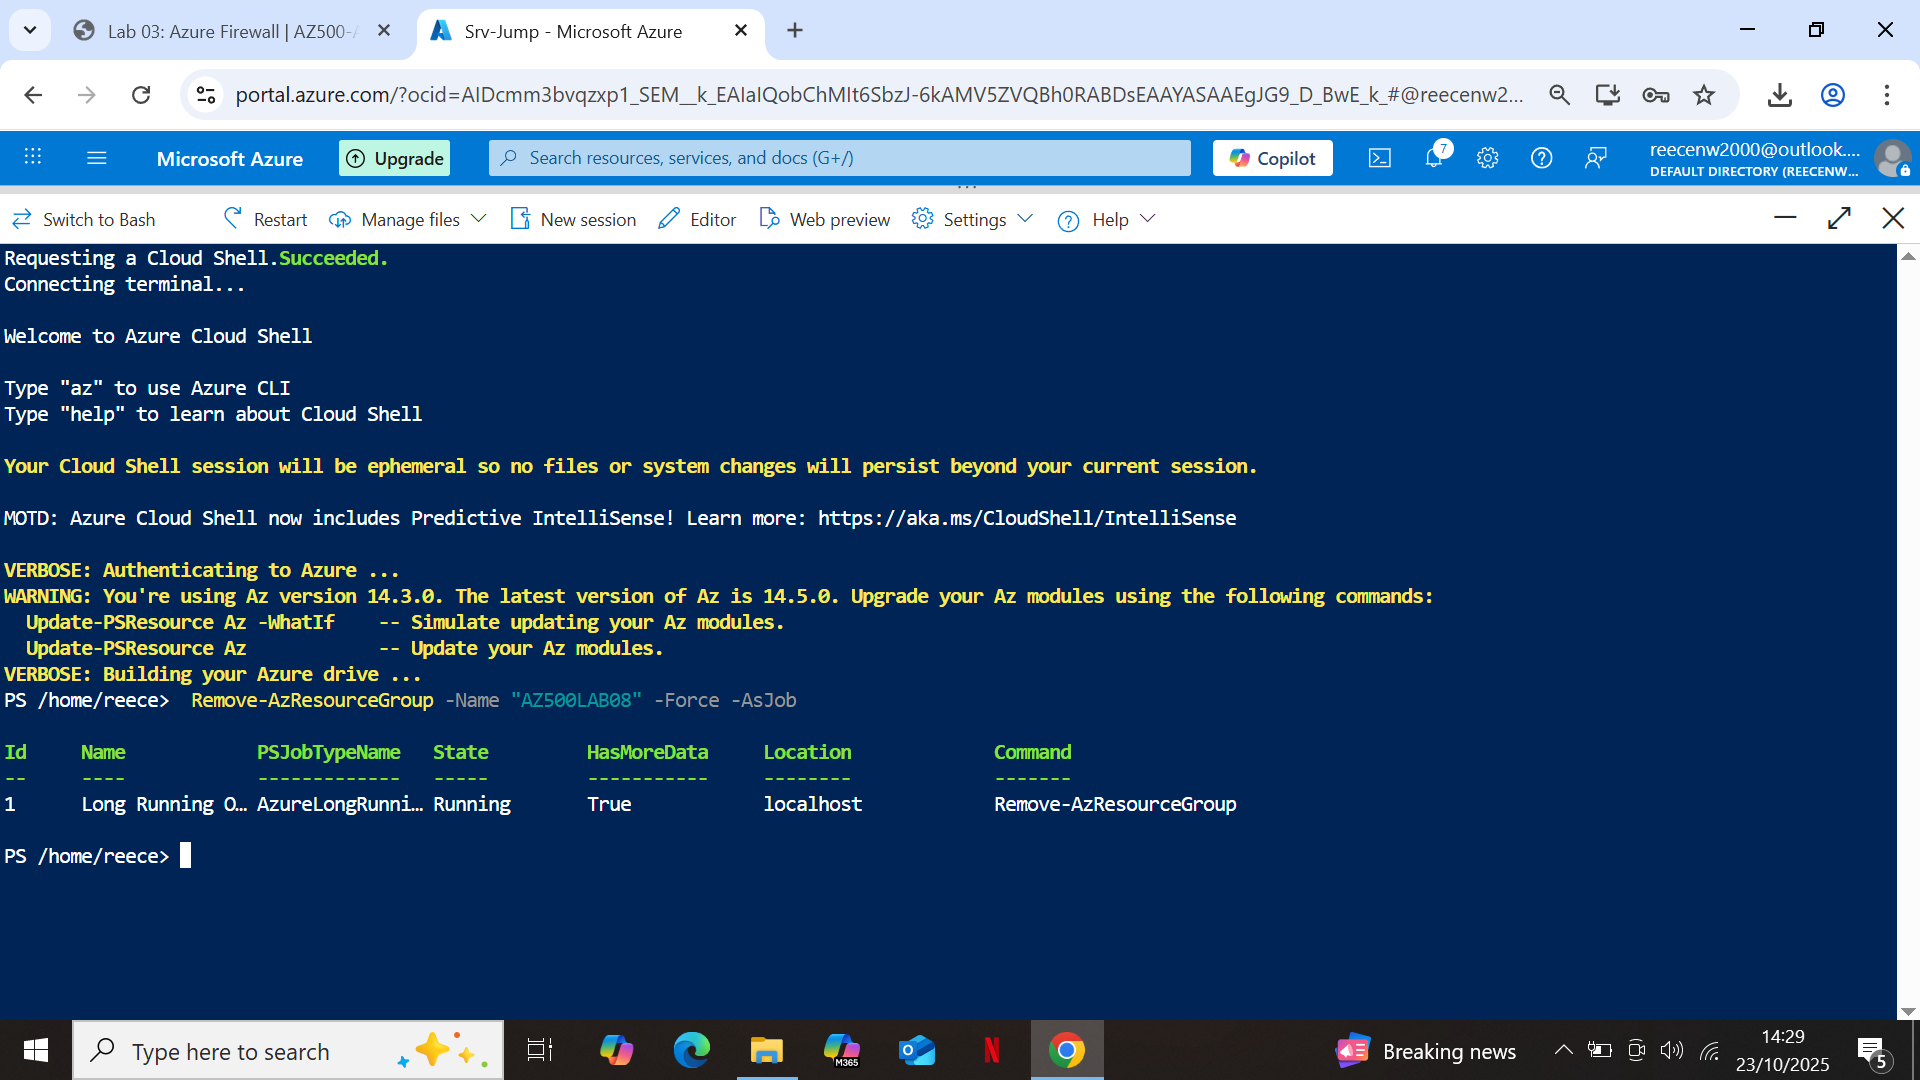 Lab 03: Azure Firewall | AZ500-A
Srv-Jump - Microsoft Azure
portal.azure.com/?ocid=AIDcmm3bvqzxp1_SEM__k_EAIaIQobChMIt6SbzJ-6kAMV5ZVQBh0RABDsEAAYASAAEgJG9_D_BwE_k_#@reecenw2...
Microsoft Azure
Upgrade
Search resources, services, and docs (G+/)
Copilot
7
reecenw2000@outlook....
DEFAULT DIRECTORY (REECENW...
Switch to Bash
Restart
Manage files
New session
Editor
Web preview
Settings
Help
Requesting a Cloud Shell.Succeeded.
Connecting terminal...
Welcome to Azure Cloud Shell
Type "az" to use Azure CLI
Type "help" to learn about Cloud Shell
Your Cloud Shell session will be ephemeral so no files or system changes will persist beyond your current session.
MOTD: Azure Cloud Shell now includes Predictive IntelliSense! Learn more: https://aka.ms/CloudShell/IntelliSense
VERBOSE: Authenticating to Azure ...
WARNING: You're using Az version 14.3.0. The latest version of Az is 14.5.0. Upgrade your Az modules using the following commands:
Update-PSResource Az -WhatIf    -- Simulate updating your Az modules.
Update-PSResource Az            -- Update your Az modules.
VERBOSE: Building your Azure drive ...
PS /home/reece>  Remove-AzResourceGroup -Name "AZ500LAB08" -Force -AsJob
Id     Name            PSJobTypeName   State         HasMoreData     Location             Command
--     ----            -------------   -----         -----------     --------             -------
1      Long Running O… AzureLongRunni… Running       True            localhost            Remove-AzResourceGroup
PS /home/reece>
Type here to search
M365
Breaking news
14:29
23/10/2025
5